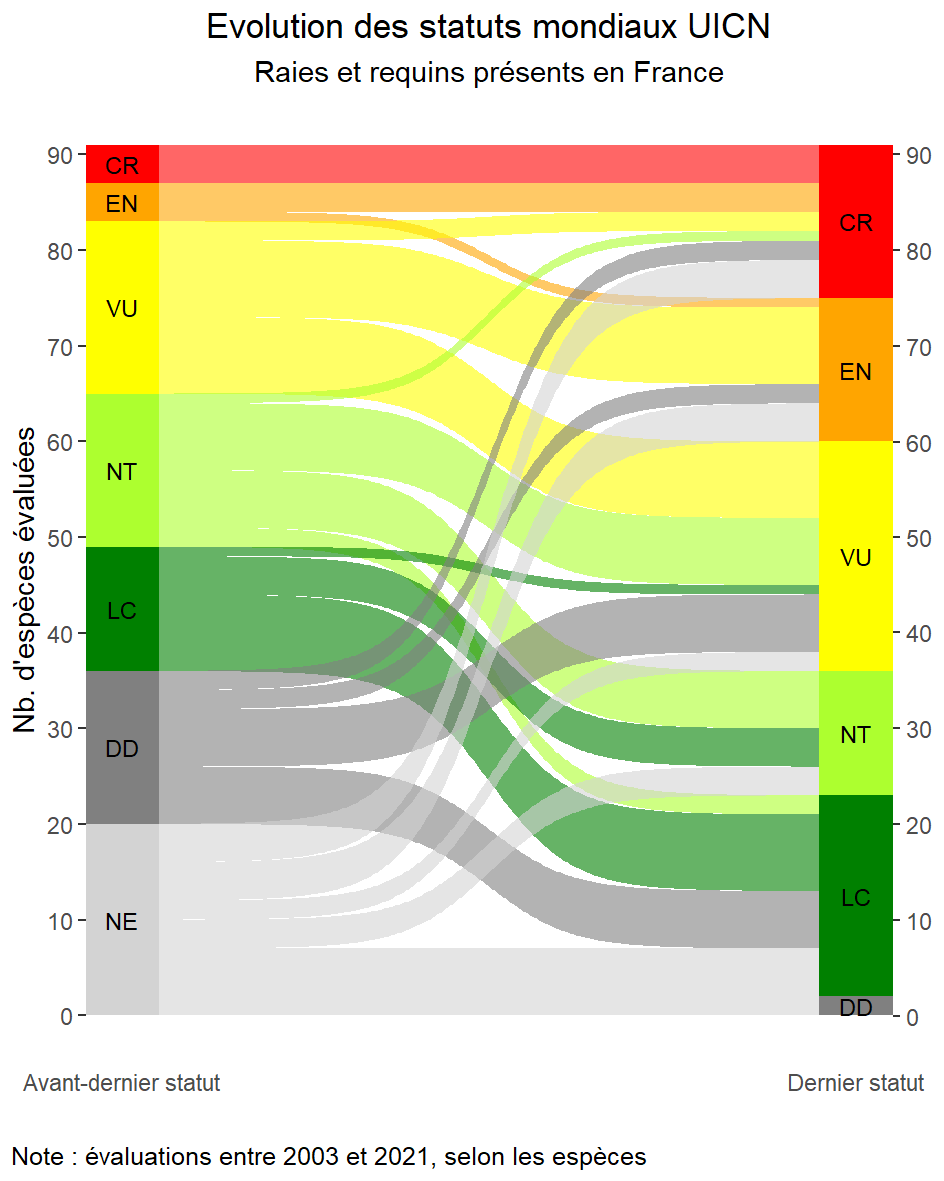 Evolution des statuts mondiaux UICN
Raies et requins présents en France
Nb. d'espèces évaluées
90
80
70
60
50
40
30
20
10
0
CR
EN
VU
NT
LC
DD
NE
CR
EN
VU
NT
LC
DD
90
80
70
60
50
40
30
20
10
0
Avant-dernier statut
Dernier statut
Note : évaluations entre 2003 et 2021, selon les espèces